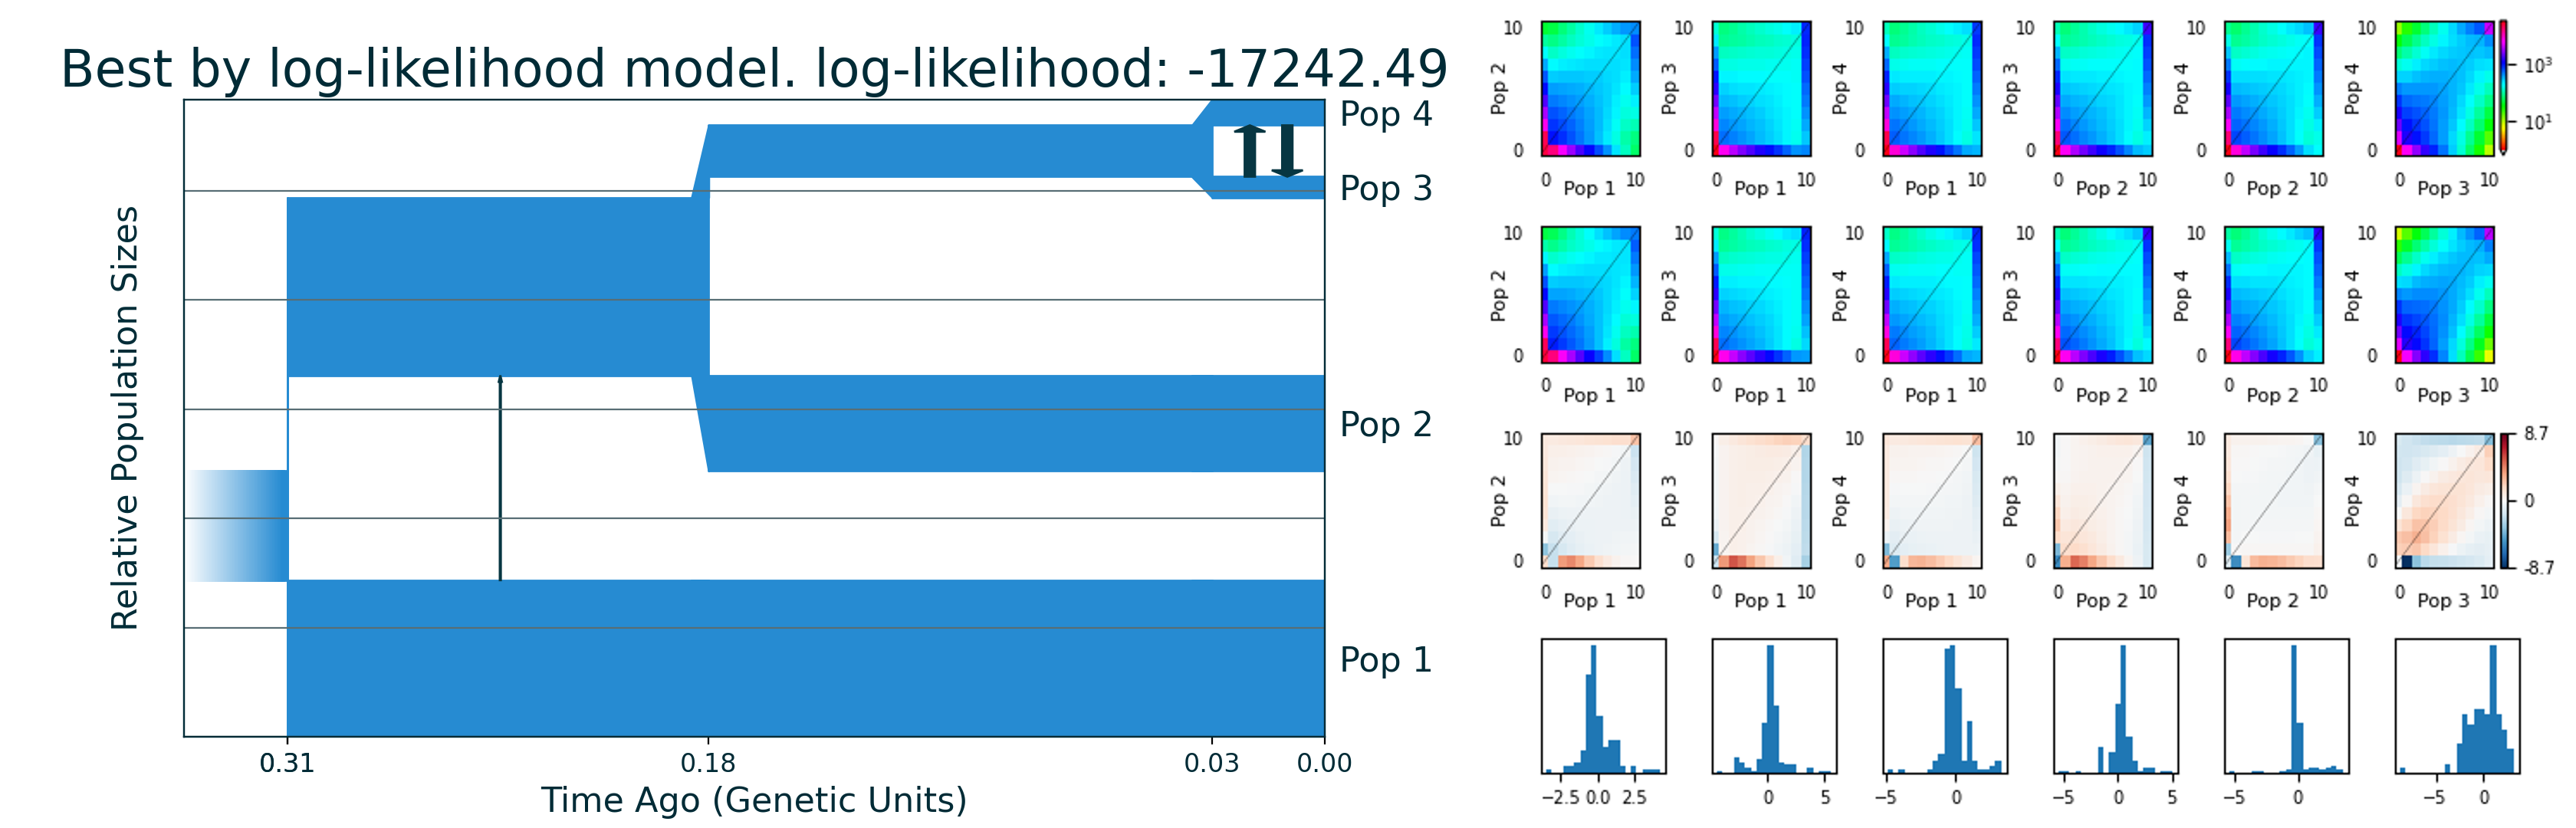 Best by log-likelihood model. log-likelihood: -17242.49
Relative Population Sizes
Pop 4
Pop 3
Pop 2
Pop 1
0.31 0.18 0.03 0.00
Time Ago (Genetic Units)
10 10 10 10 10 10
Pop 2 Pop 3 Pop 4 Pop 3 Pop 4 Pop 4
10³
10¹
0 0 0 0 0 0
0 10 0 10 0 10 0 10 0 10 0 10
Pop 1 Pop 1 Pop 1 Pop 2 Pop 2 Pop 3
10 10 10 10 10 10
Pop 2 Pop 3 Pop 4 Pop 3 Pop 4 Pop 4
0 0 0 0 0 0
0 10 0 10 0 10 0 10 0 10 0 10
Pop 1 Pop 1 Pop 1 Pop 2 Pop 2 Pop 3
10 10 10 10 10 10 8.7
Pop 2 Pop 3 Pop 4 Pop 3 Pop 4 Pop 4 0
0 0 0 0 0 0 -8.7
0 10 0 10 0 10 0 10 0 10 0 10
Pop 1 Pop 1 Pop 1 Pop 2 Pop 2 Pop 3
−2.5 0.0 2.5 0 5 −5 0 −5 0 5 −5 0 −5 0